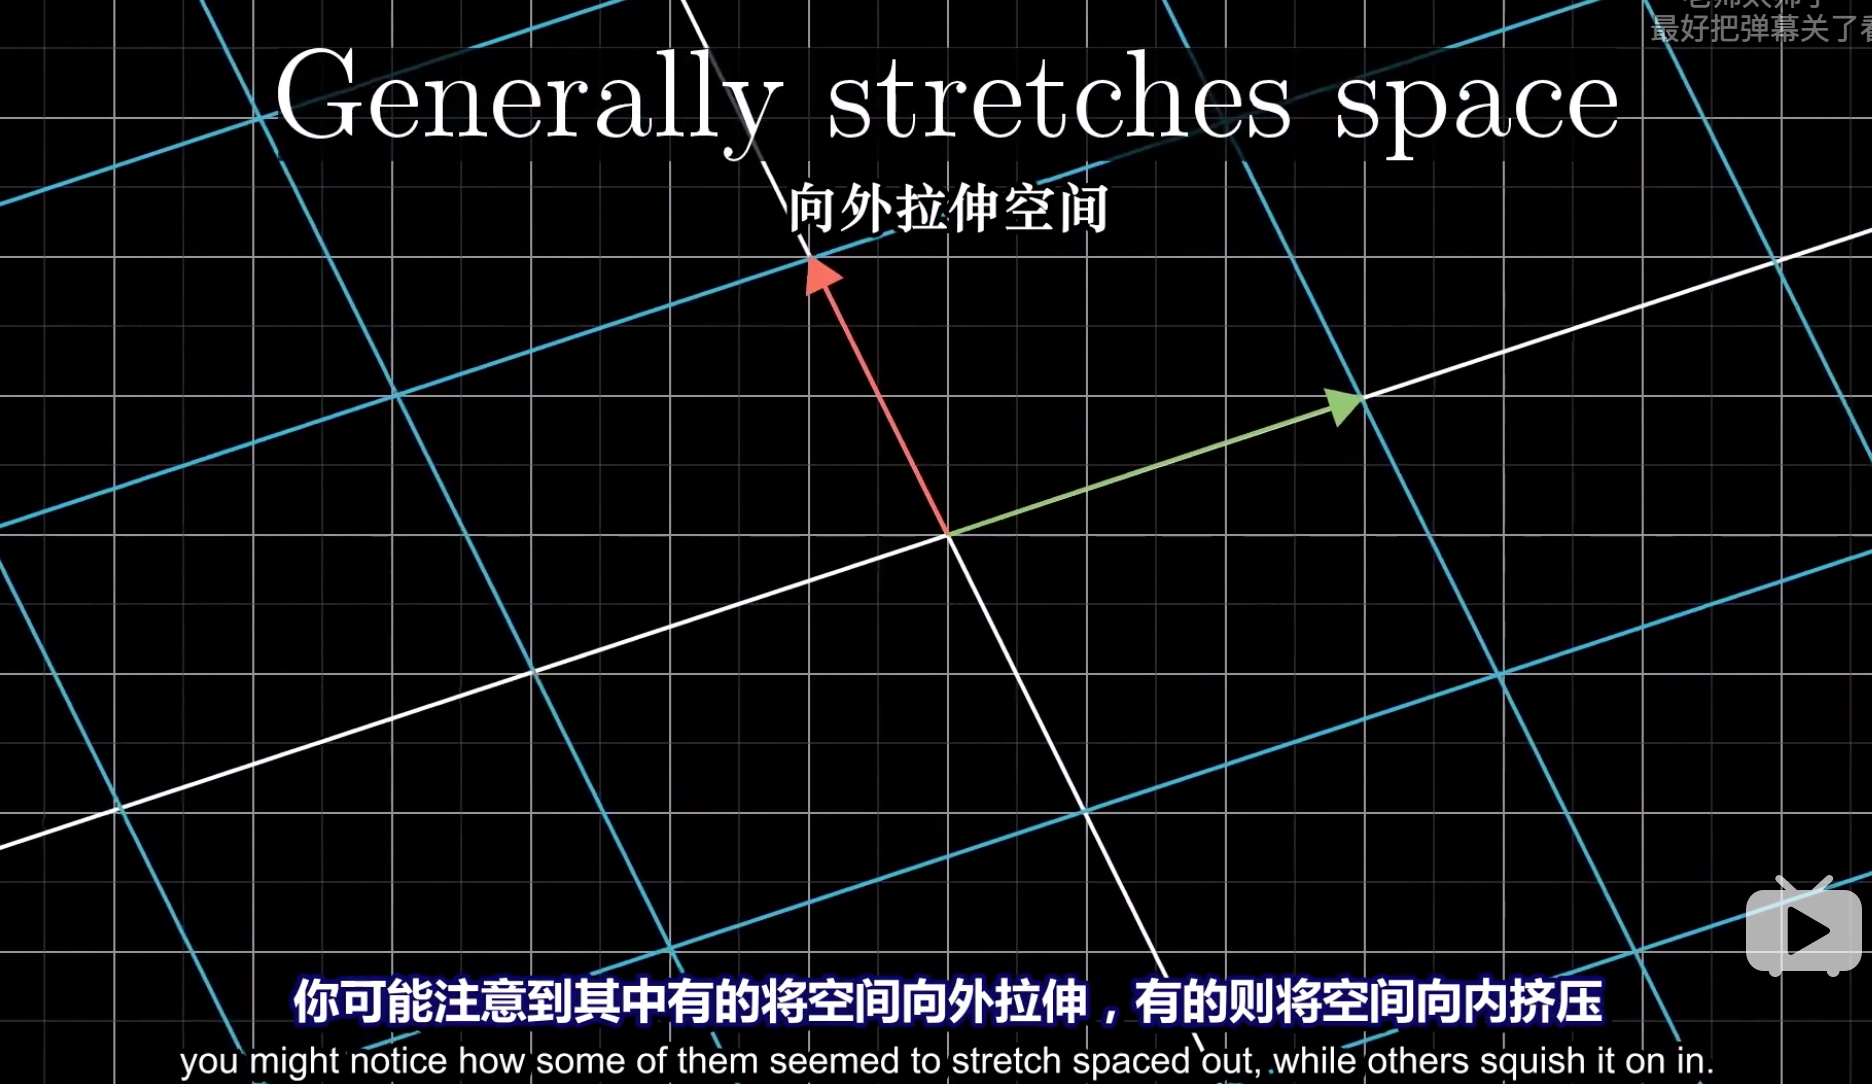 最好把弹幕关了看
Generally stretches space
向外拉伸空间
你可能注意到其中有的将空间向外拉伸，有的则将空间向内挤压
you might notice how some of them seemed to stretch spaced out, while others squish it on in.